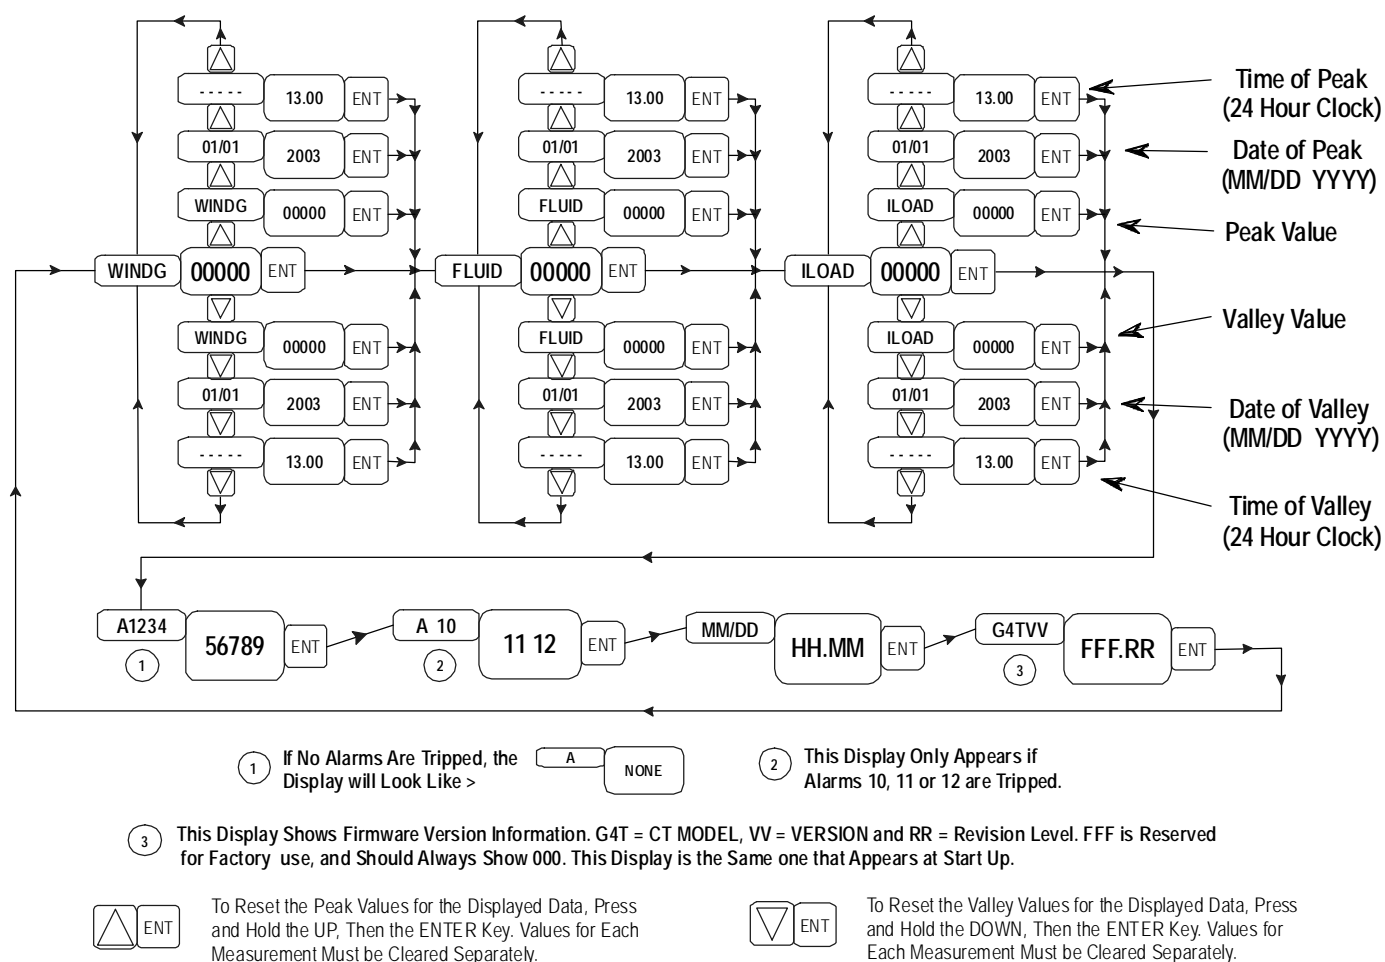 - - - - -
13.00 ENT
01/01
2003 ENT
WINDG
00000 ENT
WINDG 00000 ENT
WINDG
00000 ENT
01/01
2003 ENT
- - - - -
13.00 ENT
- - - - -
13.00 ENT
01/01
2003 ENT
FLUID
00000 ENT
FLUID 00000 ENT
FLUID
00000 ENT
01/01
2003 ENT
- - - - -
13.00 ENT
- - - - -
13.00 ENT
01/01
2003 ENT
ILOAD
00000 ENT
ILOAD 00000 ENT
ILOAD
00000 ENT
01/01
2003 ENT
- - - - -
13.00 ENT
Time of Peak
(24 Hour Clock)
Date of Peak
(MM/DD YYYY)
Peak Value
Valley Value
Date of Valley
(MM/DD YYYY)
Time of Valley
(24 Hour Clock)
A1234
56789 ENT
1
A 10
11 12 ENT
2
MM/DD
HH.MM ENT
G4TVV
FFF.RR ENT
3
1 If No Alarms Are Tripped, the
Display will Look Like >
A
NONE
2 This Display Only Appears if
Alarms 10, 11 or 12 are Tripped.
3 This Display Shows Firmware Version Information. G4T = CT MODEL, VV = VERSION and RR = Revision Level. FFF is Reserved
for Factory use, and Should Always Show 000. This Display is the Same one that Appears at Start Up.
ENT
To Reset the Peak Values for the Displayed Data, Press
and Hold the UP, Then the ENTER Key. Values for Each
Measurement Must be Cleared Separately.
ENT
To Reset the Valley Values for the Displayed Data, Press
and Hold the DOWN, Then the ENTER Key. Values for
Each Measurement Must be Cleared Separately.